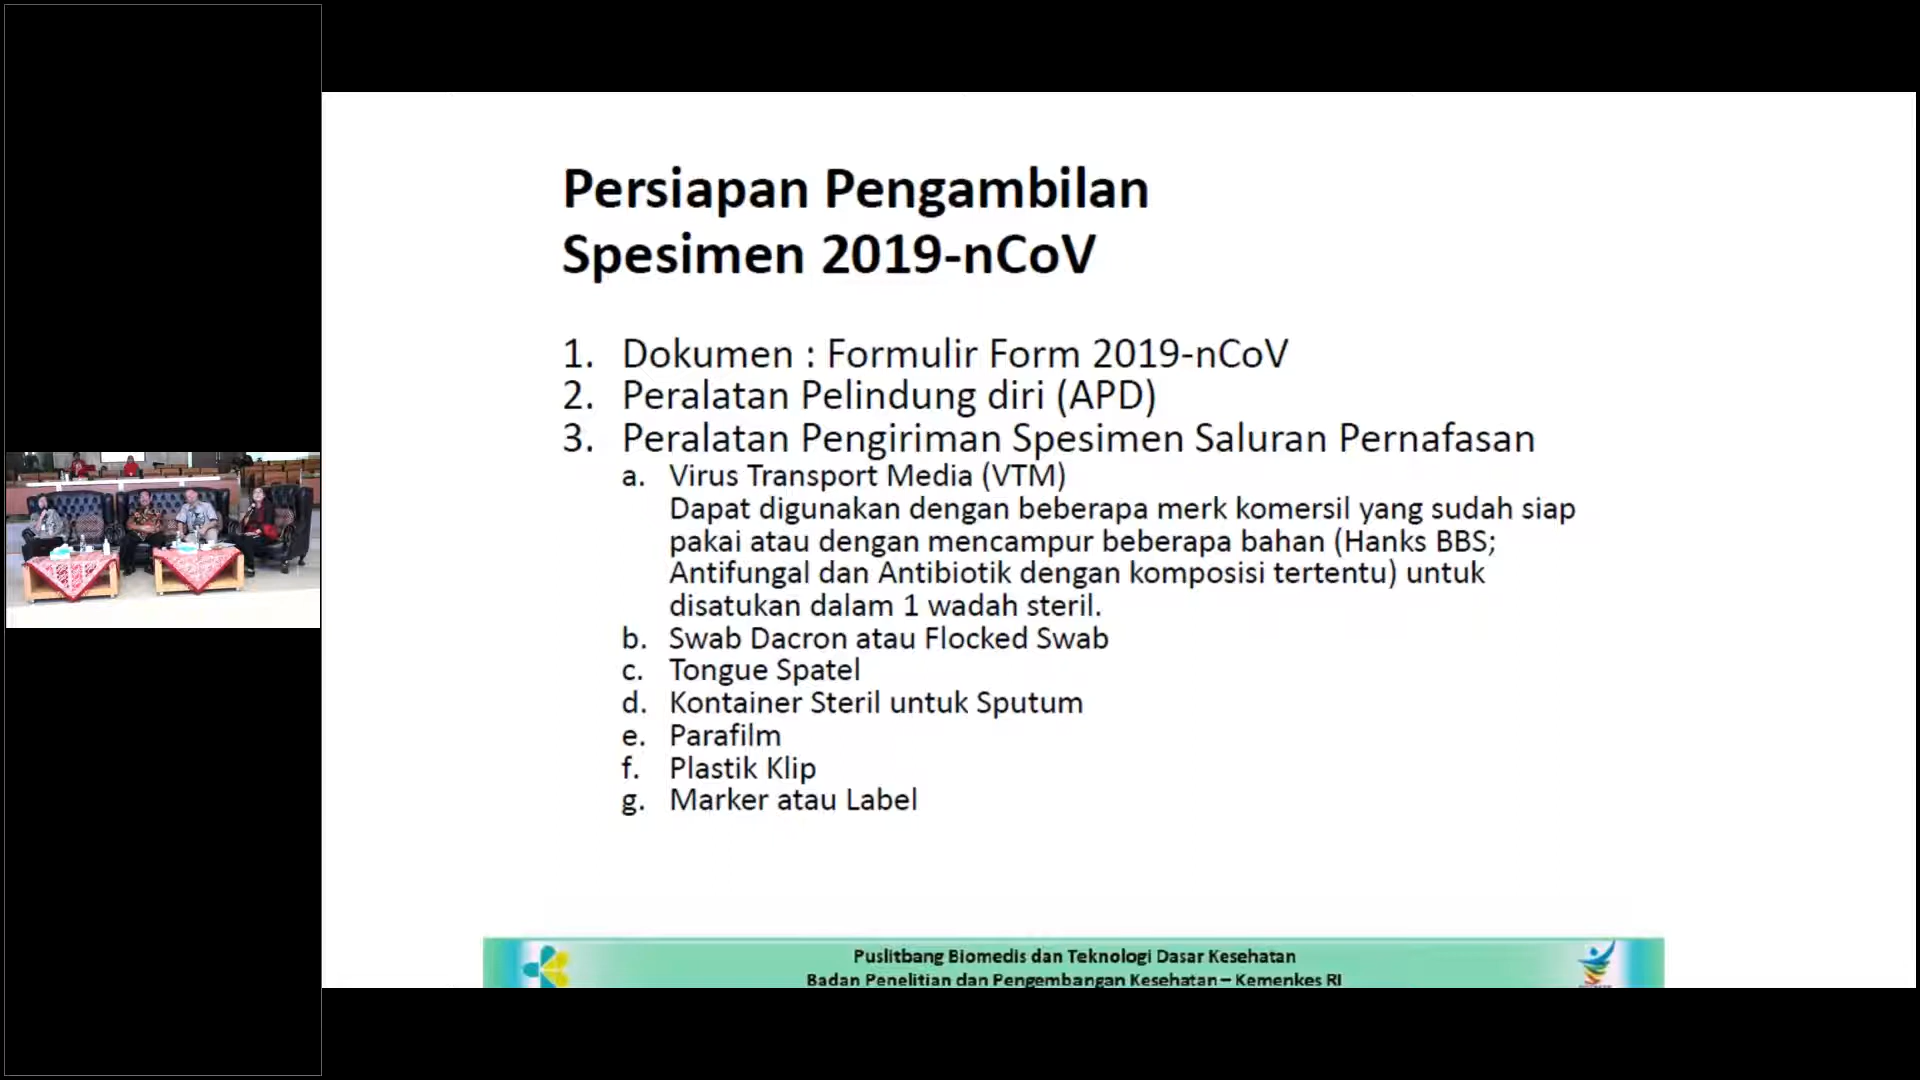 Persiapan Pengambilan
Spesimen 2019-nCoV
1. Dokumen : Formulir Form 2019-nCoV
2. Peralatan Pelindung diri (APD)
3. Peralatan Pengiriman Spesimen Saluran Pernafasan
a. Virus Transport Media (VTM)
Dapat digunakan dengan beberapa merk komersil yang sudah siap
pakai atau dengan mencampur beberapa bahan (Hanks BBS;
Antifungal dan Antibiotik dengan komposisi tertentu) untuk
disatukan dalam 1 wadah steril.
b. Swab Dacron atau Flocked Swab
c. Tongue Spatel
d. Kontainer Steril untuk Sputum
e. Parafilm
f. Plastik Klip
g. Marker atau Label
Puslitbang Biomedis dan Teknologi Dasar Kesehatan
Badan Penelitian dan Pengembangan Kesehatan – Kemenkes RI